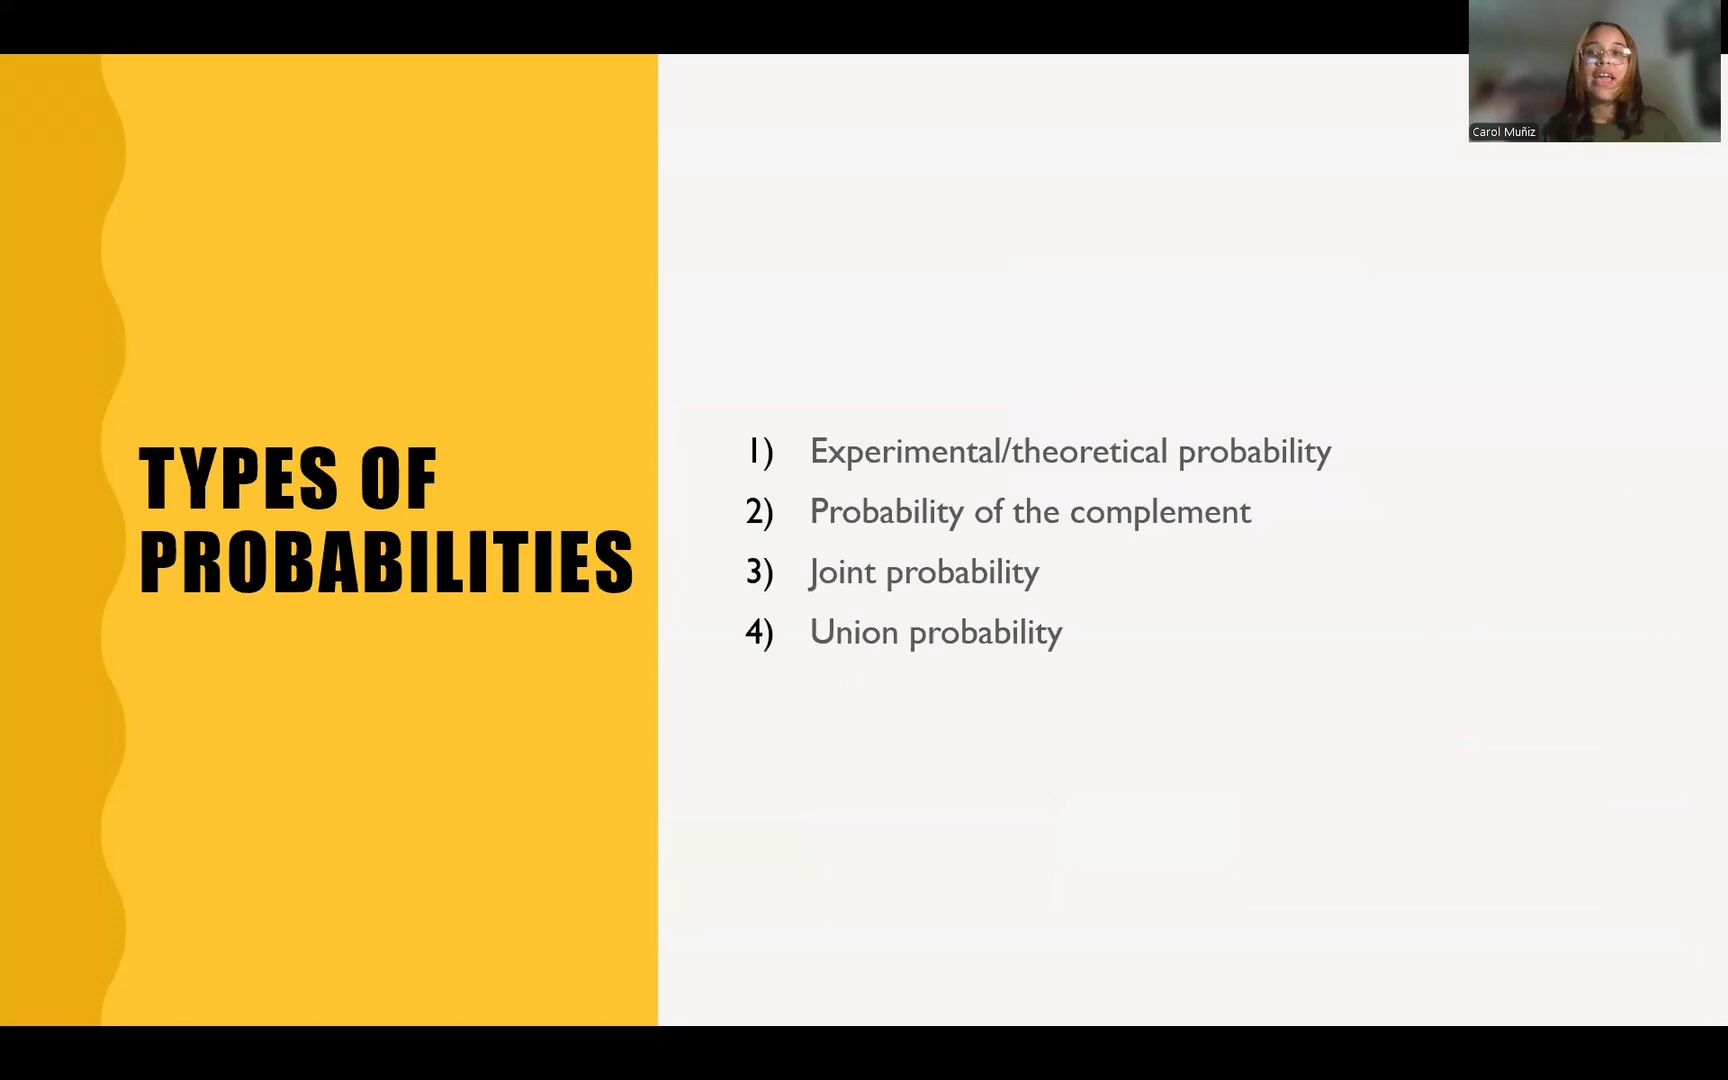 Carol Muñiz
TYPES OF
PROBABILITIES
1) Experimental/theoretical probability
2) Probability of the complement
3) Joint probability
4) Union probability